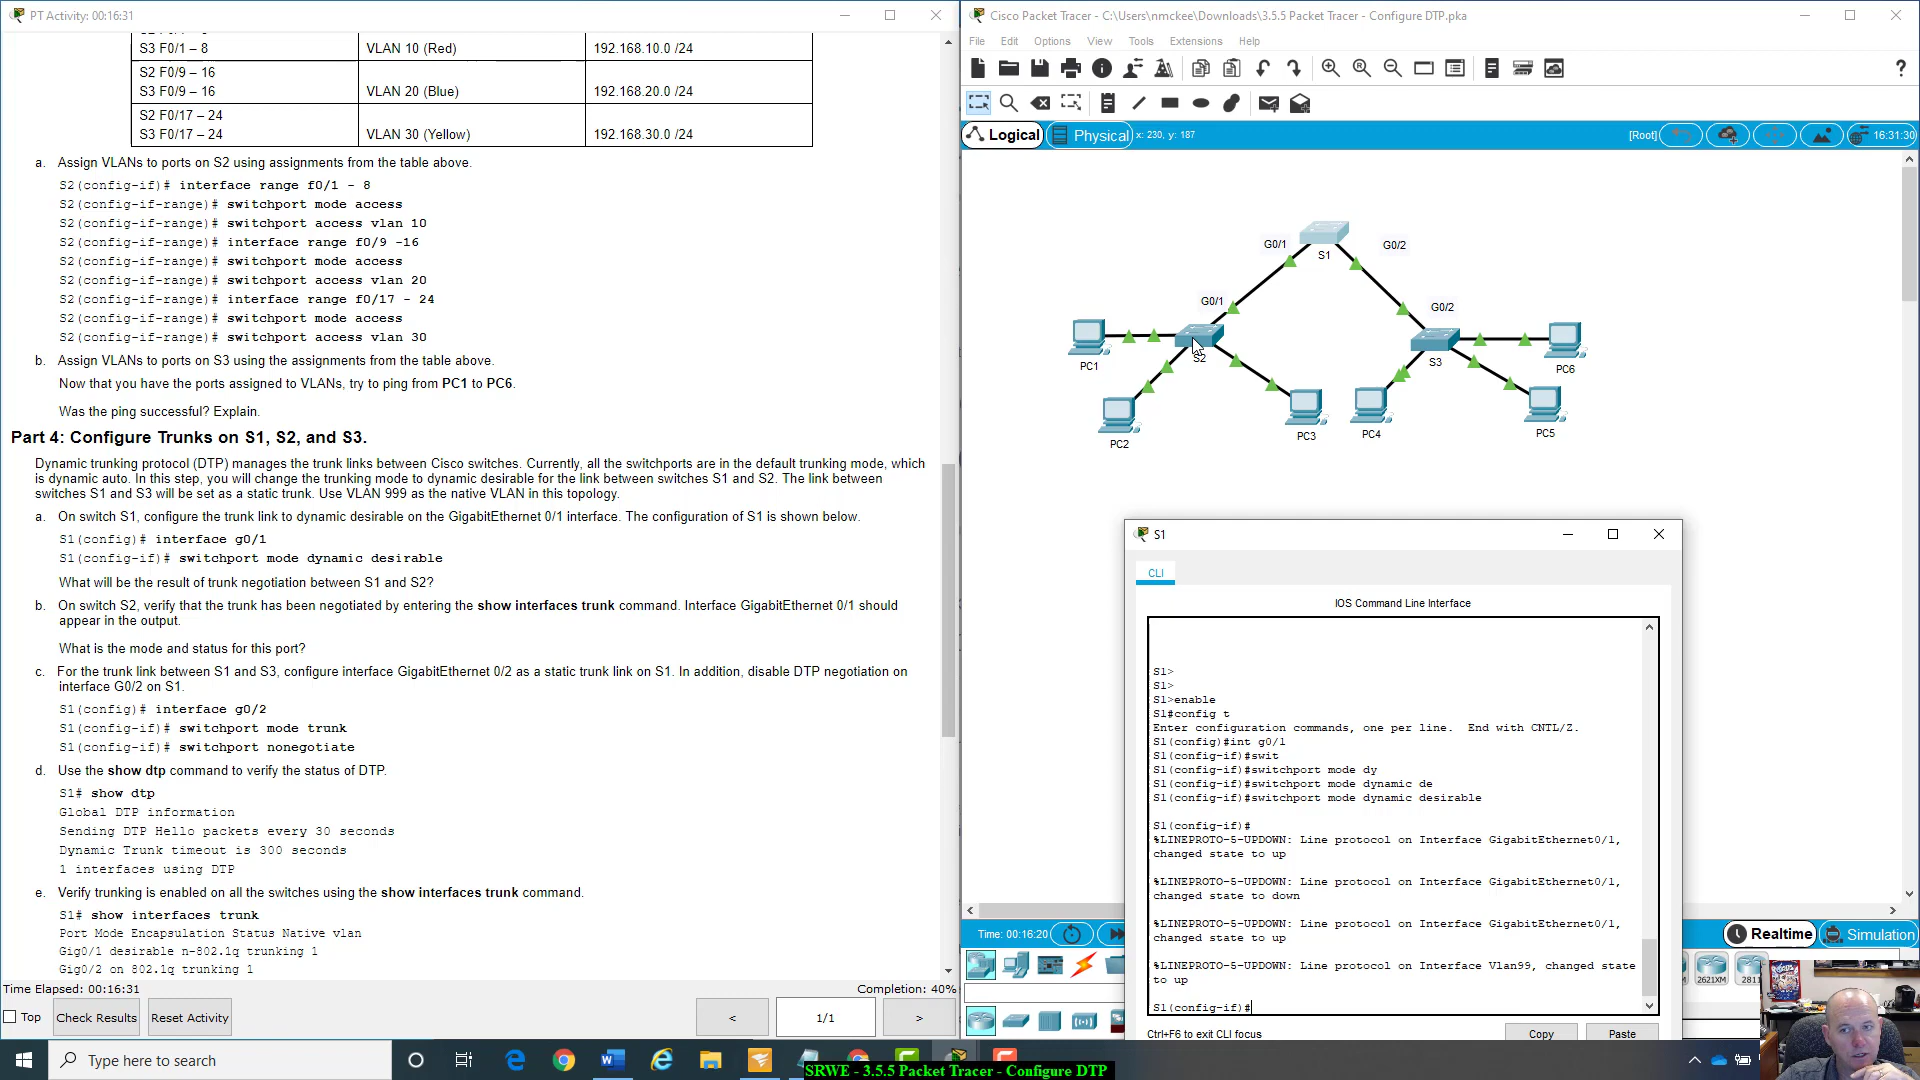 PT Activity: 00:16:31
S3 F0/1 – 8
VLAN 10 (Red)
192.168.10.0 /24
S2 F0/9 – 16
S3 F0/9 – 16
VLAN 20 (Blue)
192.168.20.0 /24
S2 F0/17 – 24
S3 F0/17 – 24
VLAN 30 (Yellow)
192.168.30.0 /24
a. Assign VLANs to ports on S2 using assignments from the table above.
S2(config-if)# interface range f0/1 - 8
S2(config-if-range)# switchport mode access
S2(config-if-range)# switchport access vlan 10
S2(config-if-range)# interface range f0/9 -16
S2(config-if-range)# switchport mode access
S2(config-if-range)# switchport access vlan 20
S2(config-if-range)# interface range f0/17 - 24
S2(config-if-range)# switchport mode access
S2(config-if-range)# switchport access vlan 30
b. Assign VLANs to ports on S3 using the assignments from the table above.
Now that you have the ports assigned to VLANs, try to ping from PC1 to PC6.
Was the ping successful? Explain.
Part 4: Configure Trunks on S1, S2, and S3.
Dynamic trunking protocol (DTP) manages the trunk links between Cisco switches. Currently, all the switchports are in the default trunking mode, which
is dynamic auto. In this step, you will change the trunking mode to dynamic desirable for the link between switches S1 and S2. The link between
switches S1 and S3 will be set as a static trunk. Use VLAN 999 as the native VLAN in this topology.
a. On switch S1, configure the trunk link to dynamic desirable on the GigabitEthernet 0/1 interface. The configuration of S1 is shown below.
S1(config)# interface g0/1
S1(config-if)# switchport mode dynamic desirable
What will be the result of trunk negotiation between S1 and S2?
b. On switch S2, verify that the trunk has been negotiated by entering the show interfaces trunk command. Interface GigabitEthernet 0/1 should
appear in the output.
What is the mode and status for this port?
c. For the trunk link between S1 and S3, configure interface GigabitEthernet 0/2 as a static trunk link on S1. In addition, disable DTP negotiation on
interface G0/2 on S1.
S1(config)# interface g0/2
S1(config-if)# switchport mode trunk
S1(config-if)# switchport nonegotiate
d. Use the show dtp command to verify the status of DTP.
S1# show dtp
Global DTP information
Sending DTP Hello packets every 30 seconds
Dynamic Trunk timeout is 300 seconds
1 interfaces using DTP
e. Verify trunking is enabled on all the switches using the show interfaces trunk command.
S1# show interfaces trunk
Port Mode Encapsulation Status Native vlan
Gig0/1 desirable n-802.1q trunking 1
Gig0/2 on 802.1q trunking 1
Time Elapsed: 00:16:31
Completion: 40%
Top
Check Results
Reset Activity
<
1/1
>
Cisco Packet Tracer - C:\Users\nmckee\Downloads\3.5.5 Packet Tracer - Configure DTP.pka
File Edit Options View Tools Extensions Help
Logical
Physical
x: 230, y: 187
[Root]
16:31:30
G0/1
G0/2
S1
G0/1
G0/2
PC1
S2
S3
PC6
PC2
PC3
PC4
PC5
S1
CLI
IOS Command Line Interface
S1>
S1>
S1>enable
S1#config t
Enter configuration commands, one per line. End with CNTL/Z.
S1(config)#int g0/1
S1(config-if)#swit
S1(config-if)#switchport mode dy
S1(config-if)#switchport mode dynamic de
S1(config-if)#switchport mode dynamic desirable
S1(config-if)#
%LINEPROTO-5-UPDOWN: Line protocol on Interface GigabitEthernet0/1,
changed state to up
%LINEPROTO-5-UPDOWN: Line protocol on Interface GigabitEthernet0/1,
changed state to down
%LINEPROTO-5-UPDOWN: Line protocol on Interface GigabitEthernet0/1,
changed state to up
%LINEPROTO-5-UPDOWN: Line protocol on Interface Vlan99, changed state
to up
S1(config-if)#
Ctrl+F6 to exit CLI focus
Copy
Paste
Time: 00:16:20
Realtime
Simulation
2621XM
2811
Type here to search
SRWE - 3.5.5 Packet Tracer - Configure DTP